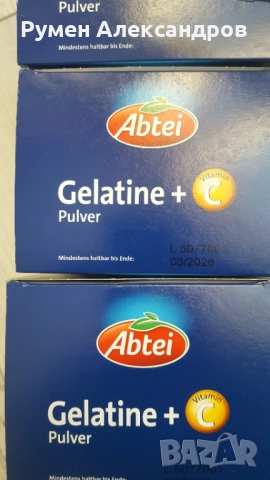 Румен Александров
Pulver
Mindestens haltbar bis Ende:
Abtei
Vitamin
Gelatine + C
Pulver
Mindestens haltbar bis Ende:
03/2028
Abtei
Vitamin
Gelatine + C
Pulver
Mindestens haltbar bis Ende:
BAZAR